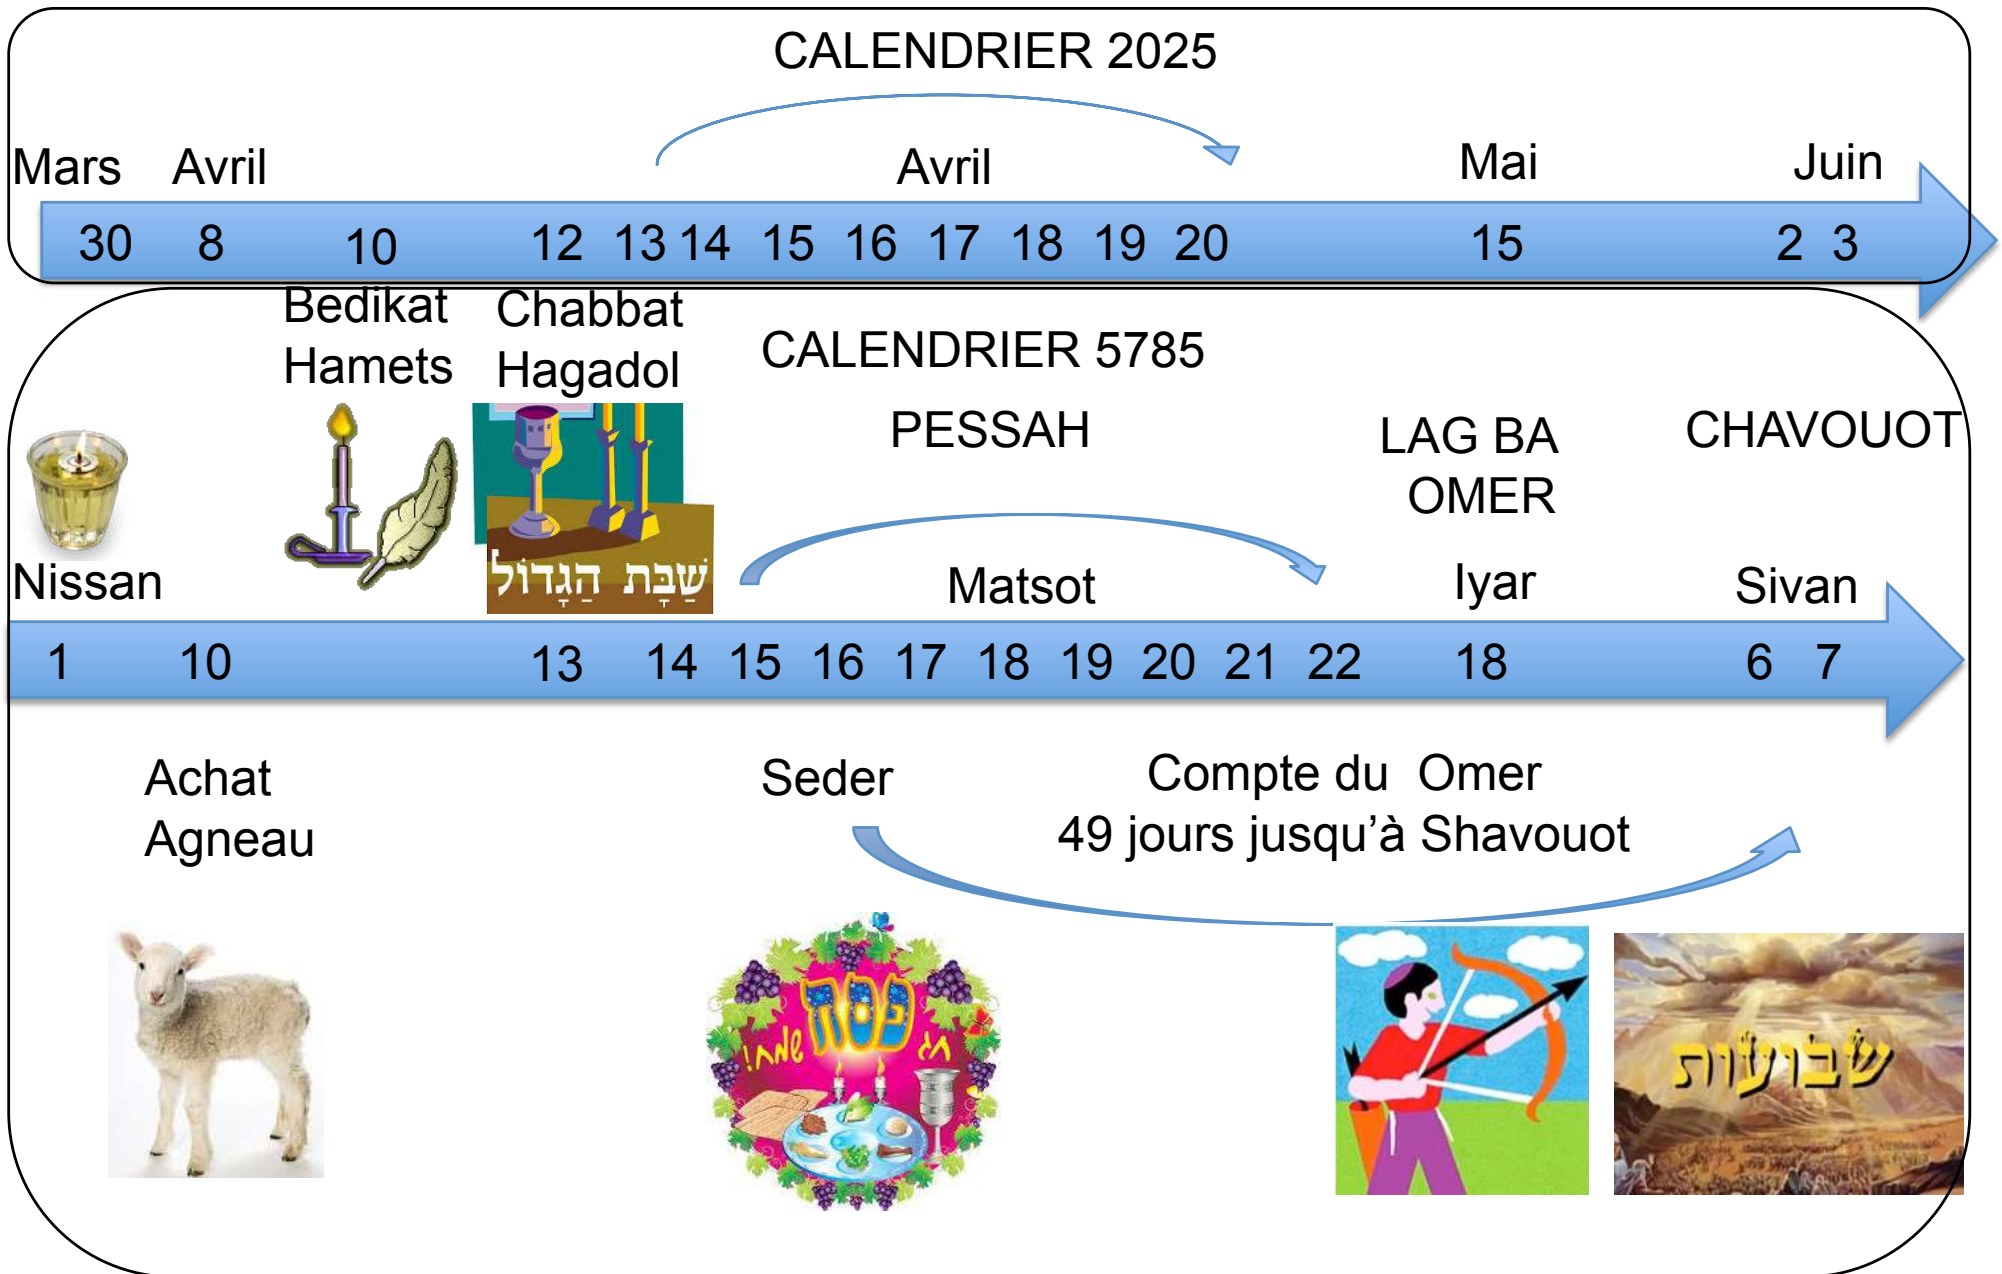 CALENDRIER 2025
Mars Avril Avril Mai Juin
30 8 10 12 13 14 15 16 17 18 19 20 15 2 3
Bedikat
Hamets
Chabbat
Hagadol
CALENDRIER 5785
PESSAH
LAG BA
OMER
CHAVOUOT
שַׁבָּת הַגָּדוֹל
Nissan Matsot Iyar Sivan
1 10 13 14 15 16 17 18 19 20 21 22 18 6 7
Achat
Agneau
Seder
Compte du Omer
49 jours jusqu’à Shavouot
פסח
חג שמח!
שבועות